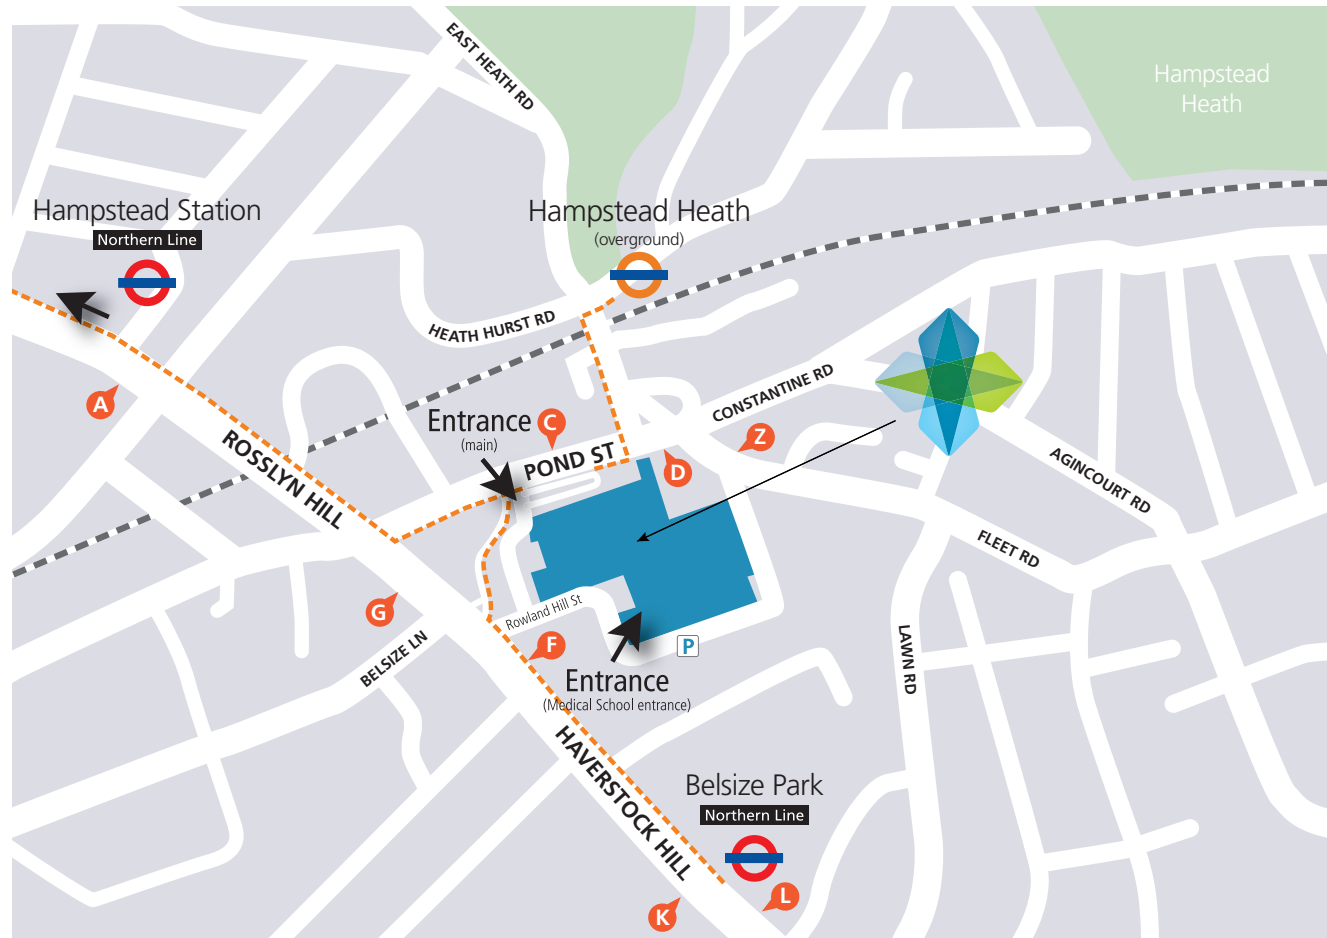 EAST HEATH RD
Hampstead
Heath
Hampstead Station
Northern Line
Hampstead Heath
(overground)
HEATH HURST RD
A
Entrance
(main)
C
POND ST
D
CONSTANTINE RD
Z
ROSSLYN HILL
AGINCOURT RD
FLEET RD
G
BELSIZE LN
Rowland Hill St
F
P
LAWN RD
Entrance
(Medical School entrance)
HAVERSTOCK HILL
Belsize Park
Northern Line
K
L